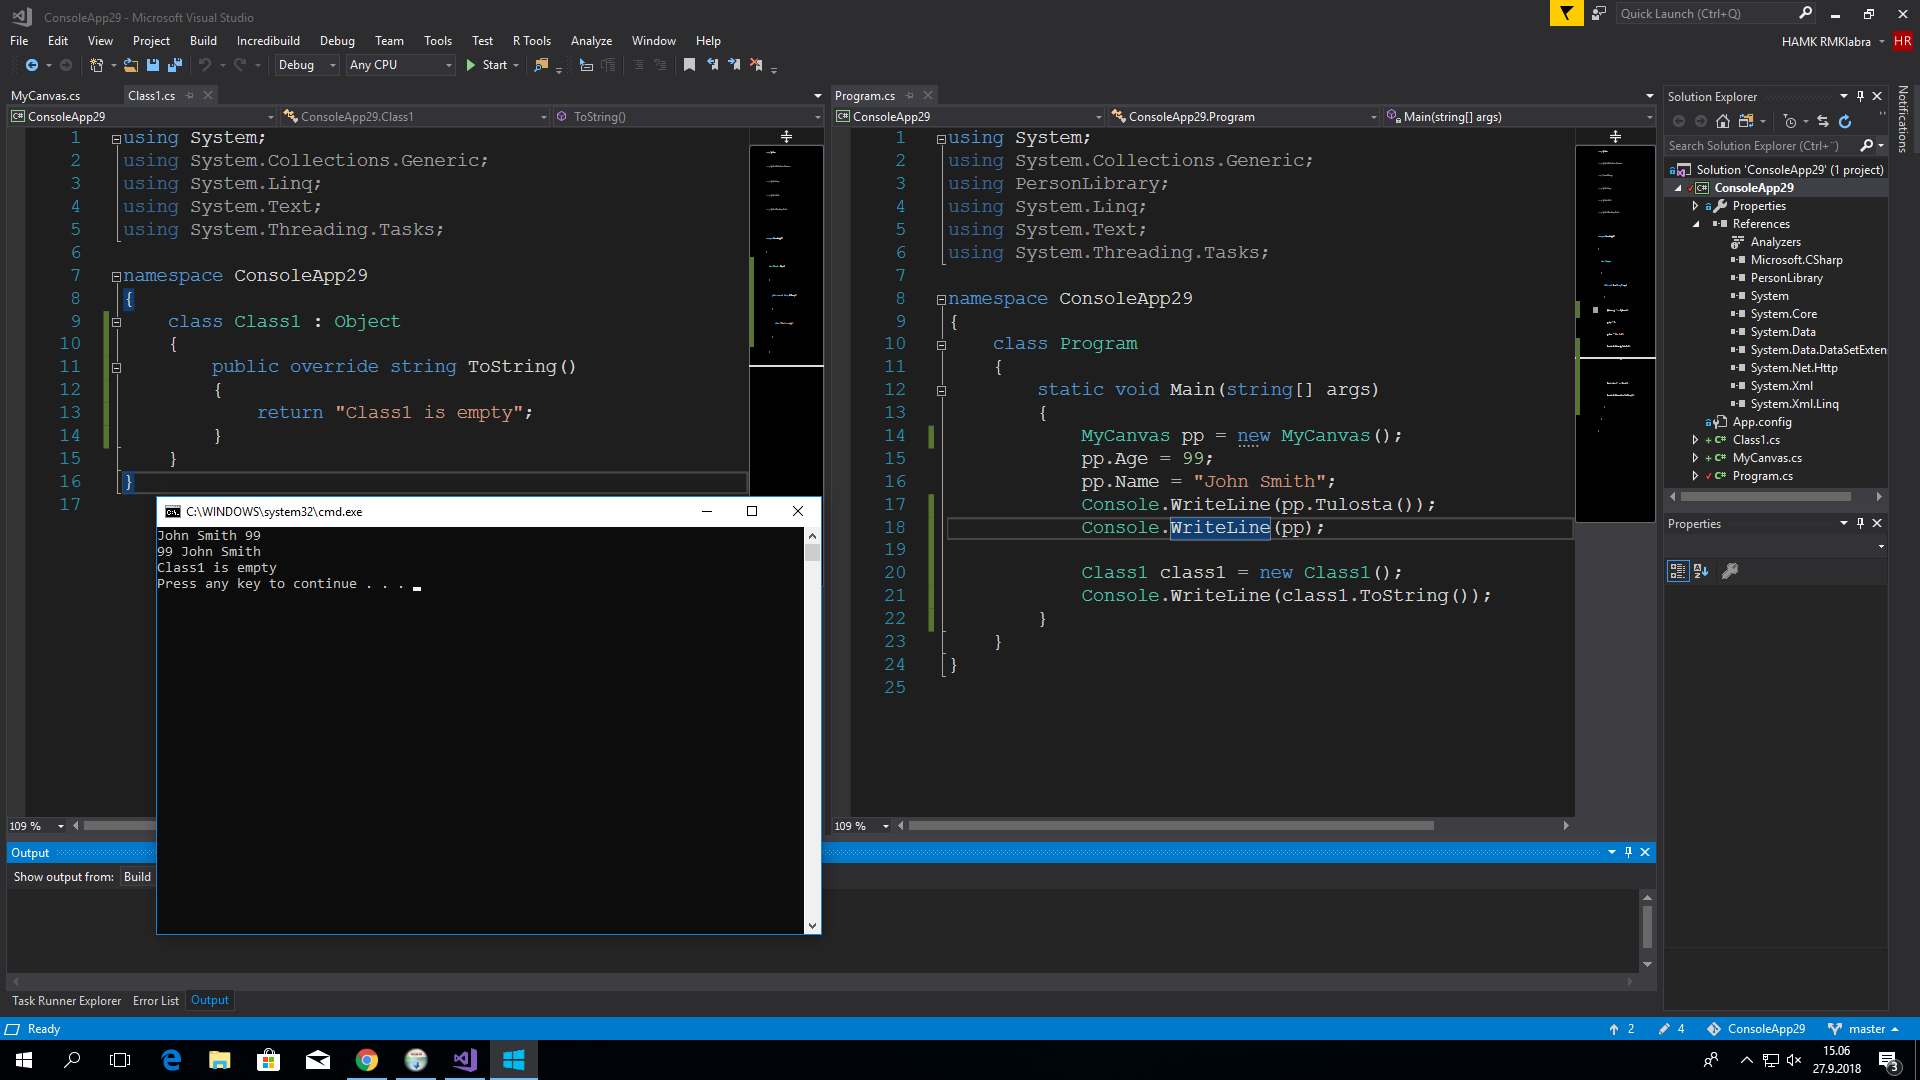 ConsoleApp29 - Microsoft Visual Studio
Quick Launch (Ctrl+Q)
File Edit View Project Build Incredibuild Debug Team Tools Test R Tools Analyze Window Help
HAMK RMKlabra HR
Debug Any CPU Start
MyCanvas.cs Class1.cs
C# ConsoleApp29 ConsoleApp29.Class1 ToString()
1 using System;
2 using System.Collections.Generic;
3 using System.Linq;
4 using System.Text;
5 using System.Threading.Tasks;
6
7 namespace ConsoleApp29
8 {
9 class Class1 : Object
10 {
11 public override string ToString()
12 {
13 return "Class1 is empty";
14 }
15 }
16 }
17
109 %
Program.cs
C# ConsoleApp29 ConsoleApp29.Program Main(string[] args)
1 using System;
2 using System.Collections.Generic;
3 using PersonLibrary;
4 using System.Linq;
5 using System.Text;
6 using System.Threading.Tasks;
7
8 namespace ConsoleApp29
9 {
10 class Program
11 {
12 static void Main(string[] args)
13 {
14 MyCanvas pp = new MyCanvas();
15 pp.Age = 99;
16 pp.Name = "John Smith";
17 Console.WriteLine(pp.Tulosta());
18 Console.WriteLine(pp);
19
20 Class1 class1 = new Class1();
21 Console.WriteLine(class1.ToString());
22 }
23 }
24 }
25
109 %
C:\WINDOWS\system32\cmd.exe
John Smith 99
99 John Smith
Class1 is empty
Press any key to continue . . .
Solution Explorer
Notifications
Search Solution Explorer (Ctrl+¨)
Solution 'ConsoleApp29' (1 project)
C# ConsoleApp29
Properties
References
Analyzers
Microsoft.CSharp
PersonLibrary
System
System.Core
System.Data
System.Data.DataSetExten
System.Net.Http
System.Xml
System.Xml.Linq
App.config
C# Class1.cs
C# MyCanvas.cs
C# Program.cs
Properties
Output
Show output from: Build
Task Runner Explorer Error List Output
Ready
2 4 ConsoleApp29 master
15.06
27.9.2018
3